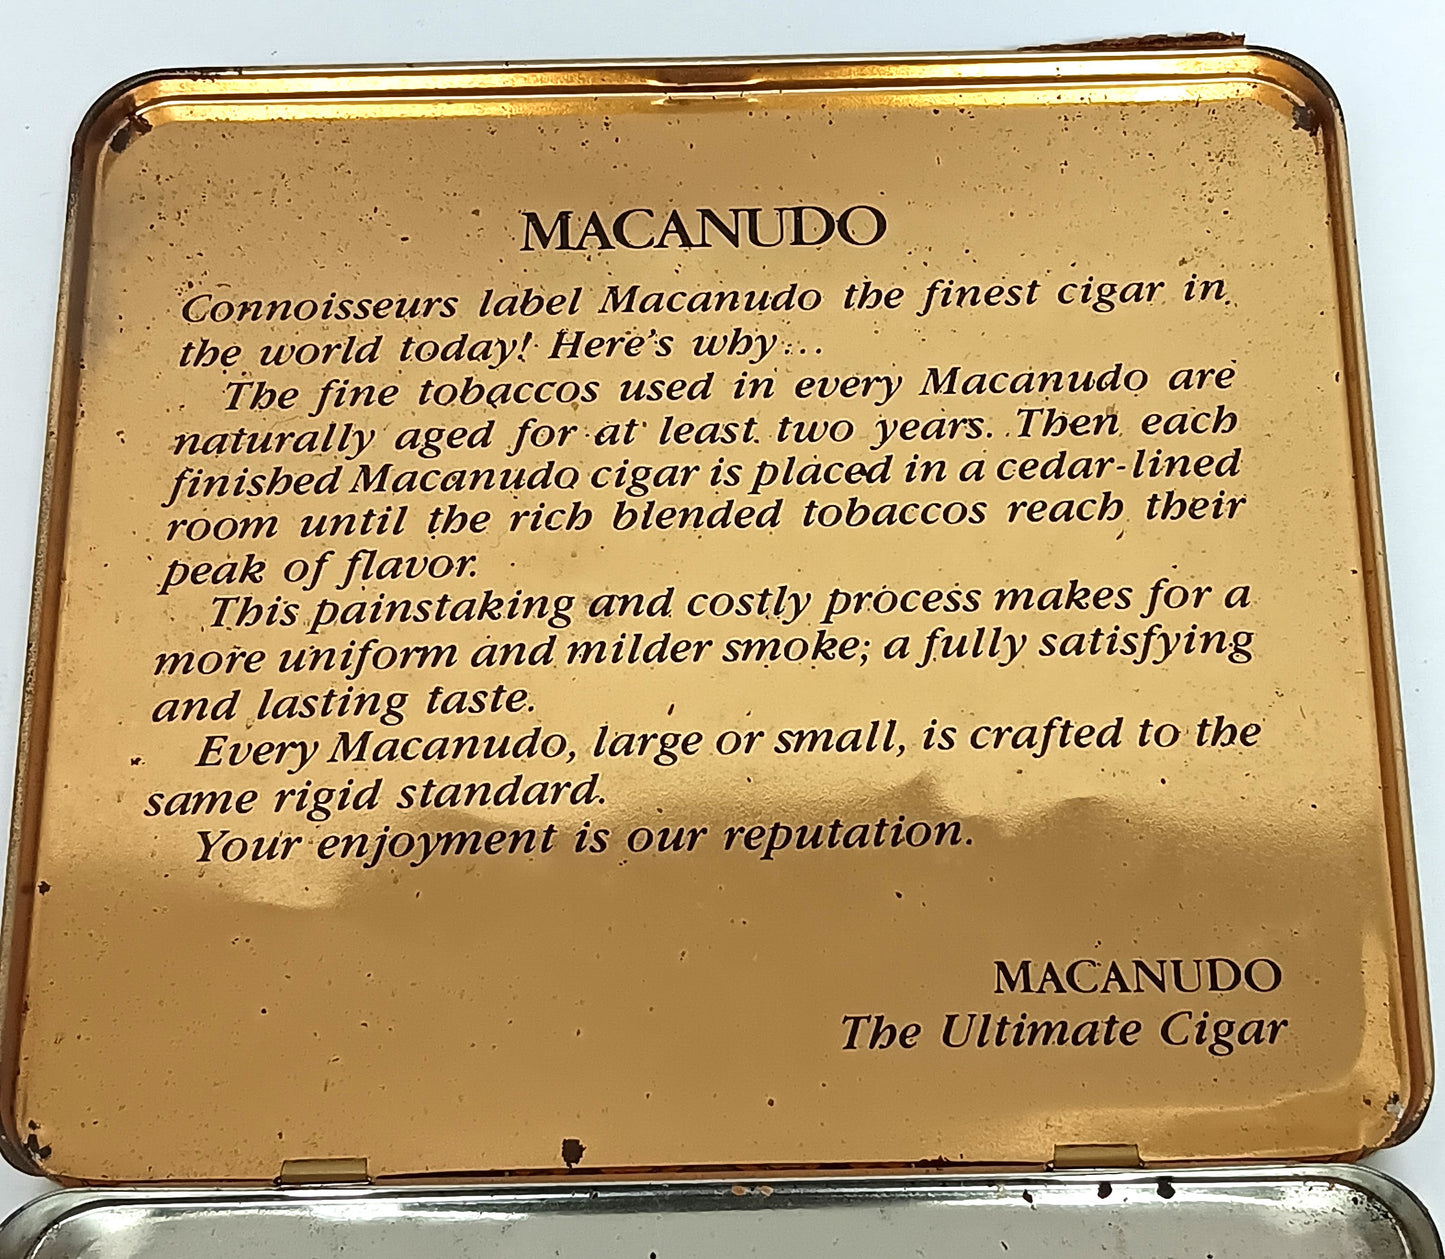 MACANUDO
Connoisseurs label Macanudo the finest cigar in
the world today! Here's why...
The fine tobaccos used in every Macanudo are
naturally aged for at least two years. Then each
finished Macanudo cigar is placed in a cedar-lined
room until the rich blended tobaccos reach their
peak of flavor.
This painstaking and costly process makes for a
more uniform and milder smoke; a fully satisfying
and lasting taste.
Every Macanudo, large or small, is crafted to the
same rigid standard.
Your enjoyment is our reputation.
MACANUDO
The Ultimate Cigar